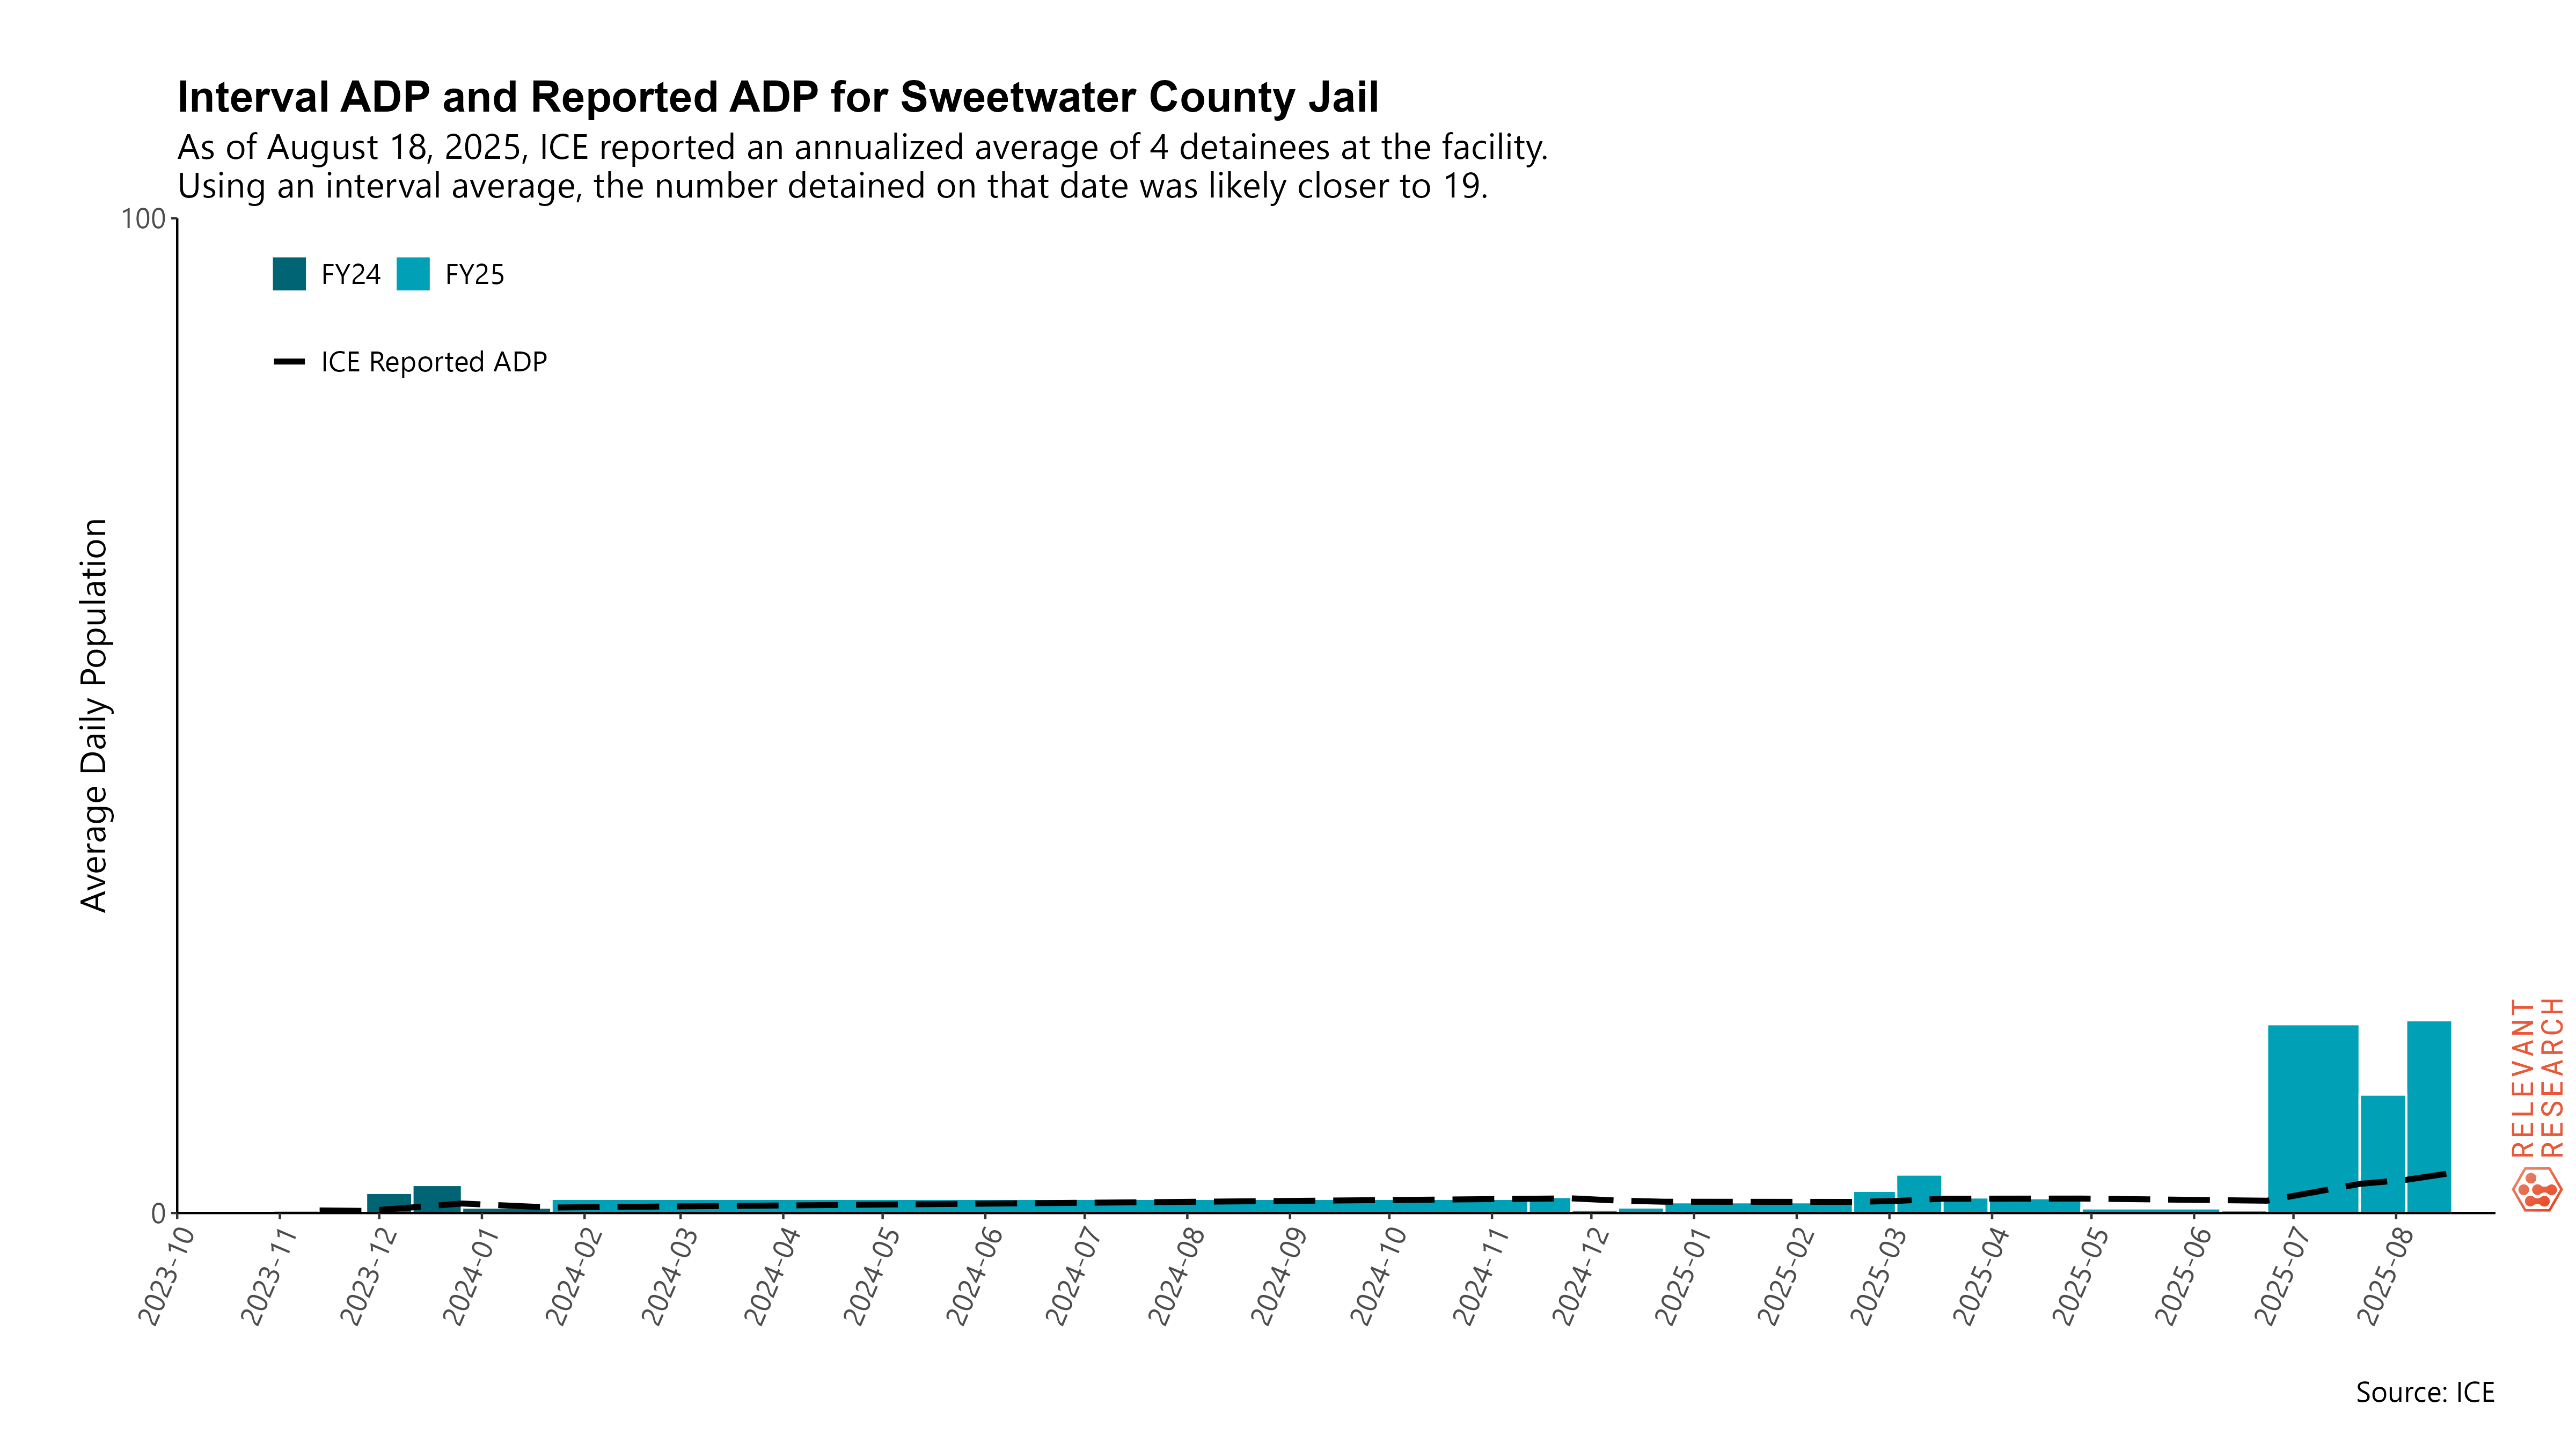 Interval ADP and Reported ADP for Sweetwater County Jail
As of August 18, 2025, ICE reported an annualized average of 4 detainees at the facility.
Using an interval average, the number detained on that date was likely closer to 19.
100
FY24 FY25
ICE Reported ADP
Average Daily Population
0
2023-10
2023-11
2023-12
2024-01
2024-02
2024-03
2024-04
2024-05
2024-06
2024-07
2024-08
2024-09
2024-10
2024-11
2024-12
2025-01
2025-02
2025-03
2025-04
2025-05
2025-06
2025-07
2025-08
RELEVANT
RESEARCH
Source: ICE